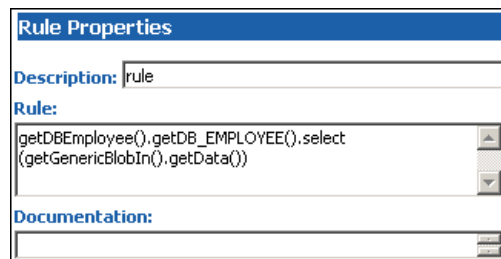 Rule Properties
Description: rule
Rule:
getDBEmployee().getDB_EMPLOYEE().select
(getGenericBlobIn().getData())
Documentation: